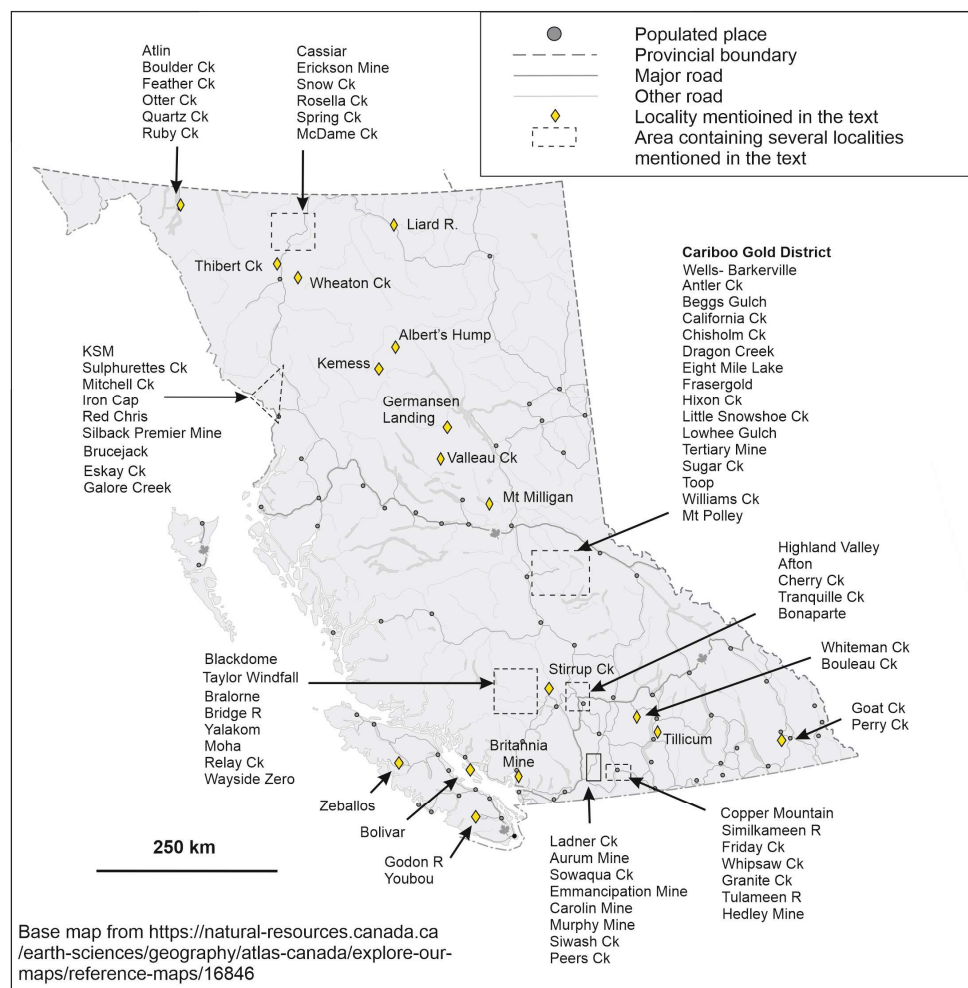 Atlin
Boulder Ck
Feather Ck
Otter Ck
Quartz Ck
Ruby Ck
Cassiar
Erickson Mine
Snow Ck
Rosella Ck
Spring Ck
McDame Ck
Populated place
Provincial boundary
Major road
Other road
Locality mentioined in the text
Area containing several localities
mentioned in the text
Liard R.
Thibert Ck
Wheaton Ck
Cariboo Gold District
Wells- Barkerville
Antler Ck
Beggs Gulch
California Ck
Chisholm Ck
Dragon Creek
Eight Mile Lake
Frasergold
Hixon Ck
Little Snowshoe Ck
Lowhee Gulch
Tertiary Mine
Sugar Ck
Toop
Williams Ck
Mt Polley
Albert's Hump
Kemess
KSM
Sulphurettes Ck
Mitchell Ck
Iron Cap
Red Chris
Silback Premier Mine
Brucejack
Eskay Ck
Galore Creek
Germansen
Landing
Valleau Ck
Mt Milligan
Highland Valley
Afton
Cherry Ck
Tranquille Ck
Bonaparte
Whiteman Ck
Bouleau Ck
Goat Ck
Perry Ck
Blackdome
Taylor Windfall
Bralorne
Bridge R
Yalakom
Moha
Relay Ck
Wayside Zero
Stirrup Ck
Tillicum
Britannia
Mine
Zeballos
Bolivar
Godon R
Youbou
250 km
Ladner Ck
Aurum Mine
Sowaqua Ck
Emmancipation Mine
Carolin Mine
Murphy Mine
Siwash Ck
Peers Ck
Copper Mountain
Similkameen R
Friday Ck
Whipsaw Ck
Granite Ck
Tulameen R
Hedley Mine
Base map from https://natural-resources.canada.ca
/earth-sciences/geography/atlas-canada/explore-our-
maps/reference-maps/16846